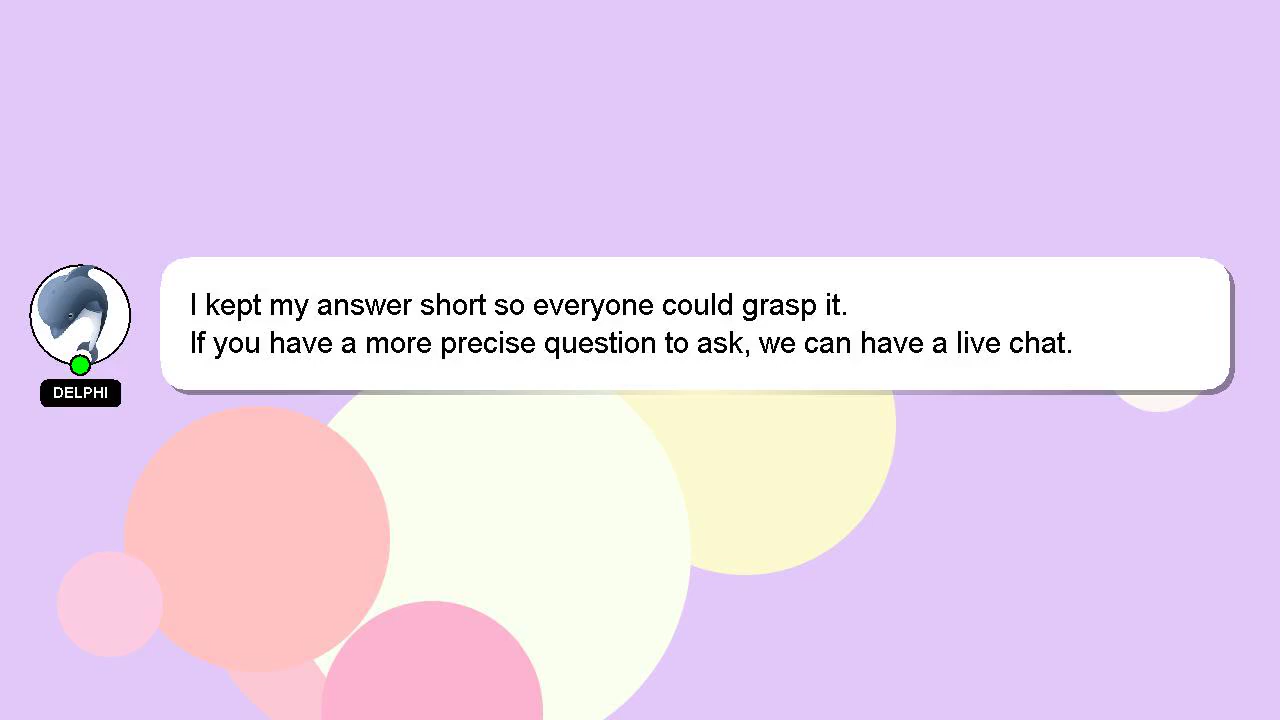 I kept my answer short so everyone could grasp it.
If you have a more precise question to ask, we can have a live chat.
DELPHI